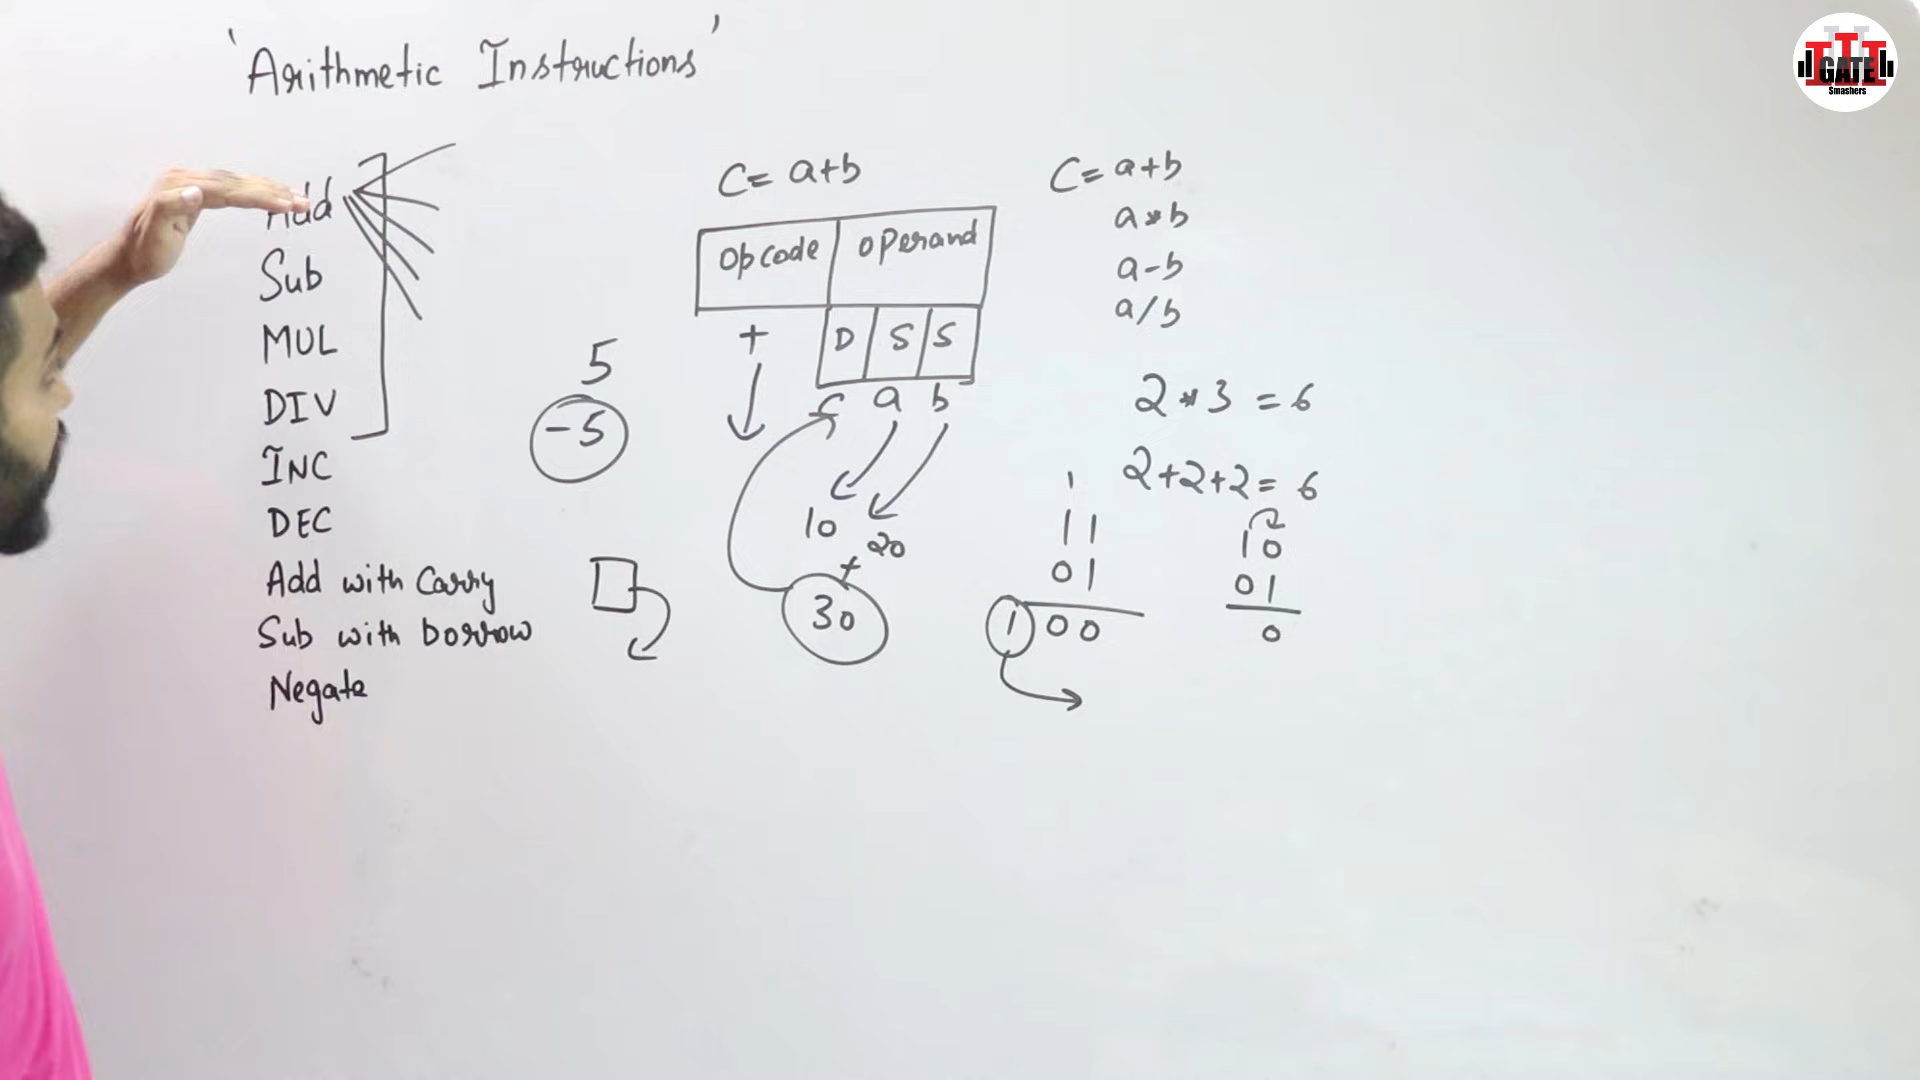 'Arithmetic Instructions'
Add
Sub
MUL
DIV
INC
DEC
Add with Carry
Sub with borrow
Negate
5
-5
C= a+b
Opcode operand
+ D S S
C a b
10 20
+
30
C= a+b
a*b
a-b
a/b
2*3 = 6
2+2+2= 6
1
11
01
100
10
01
0
GATE
Smashers